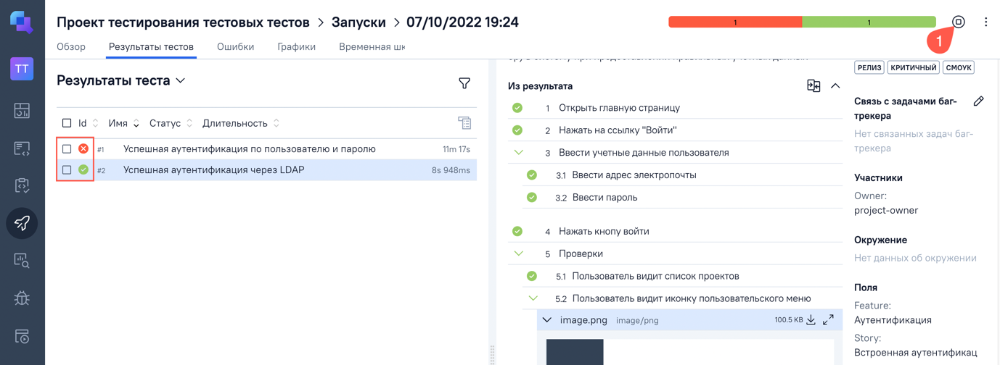 Проект тестирования тестовых тестов > Запуски > 07/10/2022 19:24
1
1
1
TT
Обзор
Результаты тестов
Ошибки
Графики
Временная шк
Результаты теста
Id
Имя
Статус
Длительность
#1
Успешная аутентификация по пользователю и паролю
11m 17s
#2
Успешная аутентификация через LDAP
8s 948ms
Из результата
1 Открыть главную страницу
2 Нажать на ссылку "Войти"
3 Ввести учетные данные пользователя
3.1 Ввести адрес электропочты
3.2 Ввести пароль
4 Нажать кнопу войти
5 Проверки
5.1 Пользователь видит список проектов
5.2 Пользователь видит иконку пользовательского меню
image.png
image/png
100.5 KB
РЕЛИЗ
КРИТИЧНЫЙ
СМОУК
Связь с задачами баг-
трекера
Нет связанных задач баг-
трекера
Участники
Owner:
project-owner
Окружение
Нет данных об окружении
Поля
Feature:
Аутентификация
Story:
Встроенная аутентификац